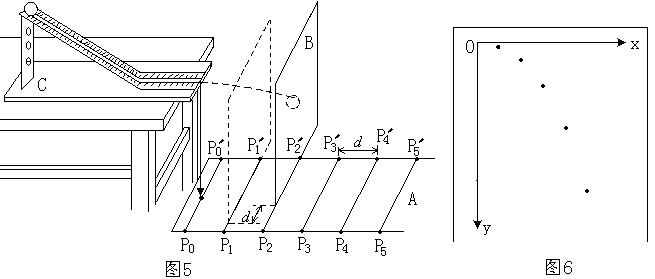 B
C
P₀′ P₁′ P₂′ P₃′ d P₄′ P₅′
A
d
P₀ P₁ P₂ P₃ P₄ P₅
图5
O x
y
图6